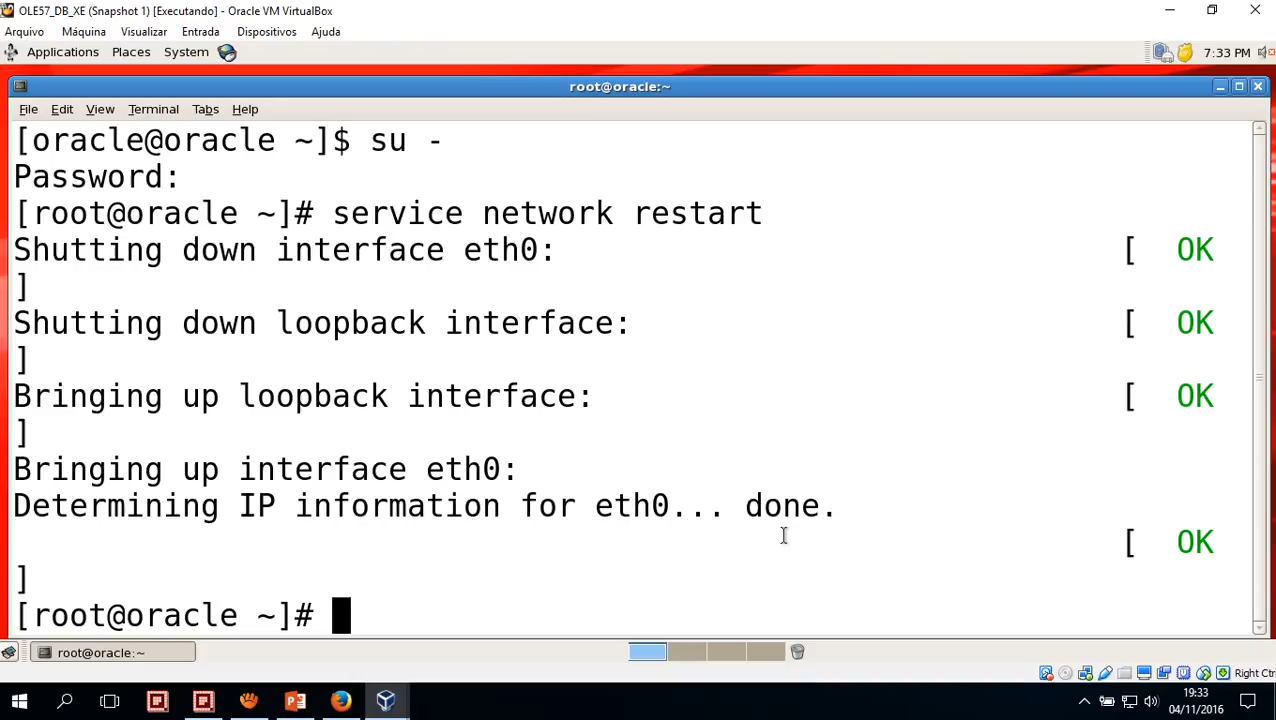 OLE57_DB_XE (Snapshot 1) [Executando] - Oracle VM VirtualBox
Arquivo Máquina Visualizar Entrada Dispositivos Ajuda
Applications Places System 7:33 PM
root@oracle:~
File Edit View Terminal Tabs Help
[oracle@oracle ~]$ su -
Password:
[root@oracle ~]# service network restart
Shutting down interface eth0: [ OK
]
Shutting down loopback interface: [ OK
]
Bringing up loopback interface: [ OK
]
Bringing up interface eth0:
Determining IP information for eth0... done.
[ OK
]
[root@oracle ~]#
root@oracle:~
Right Ctr
19:33
04/11/2016